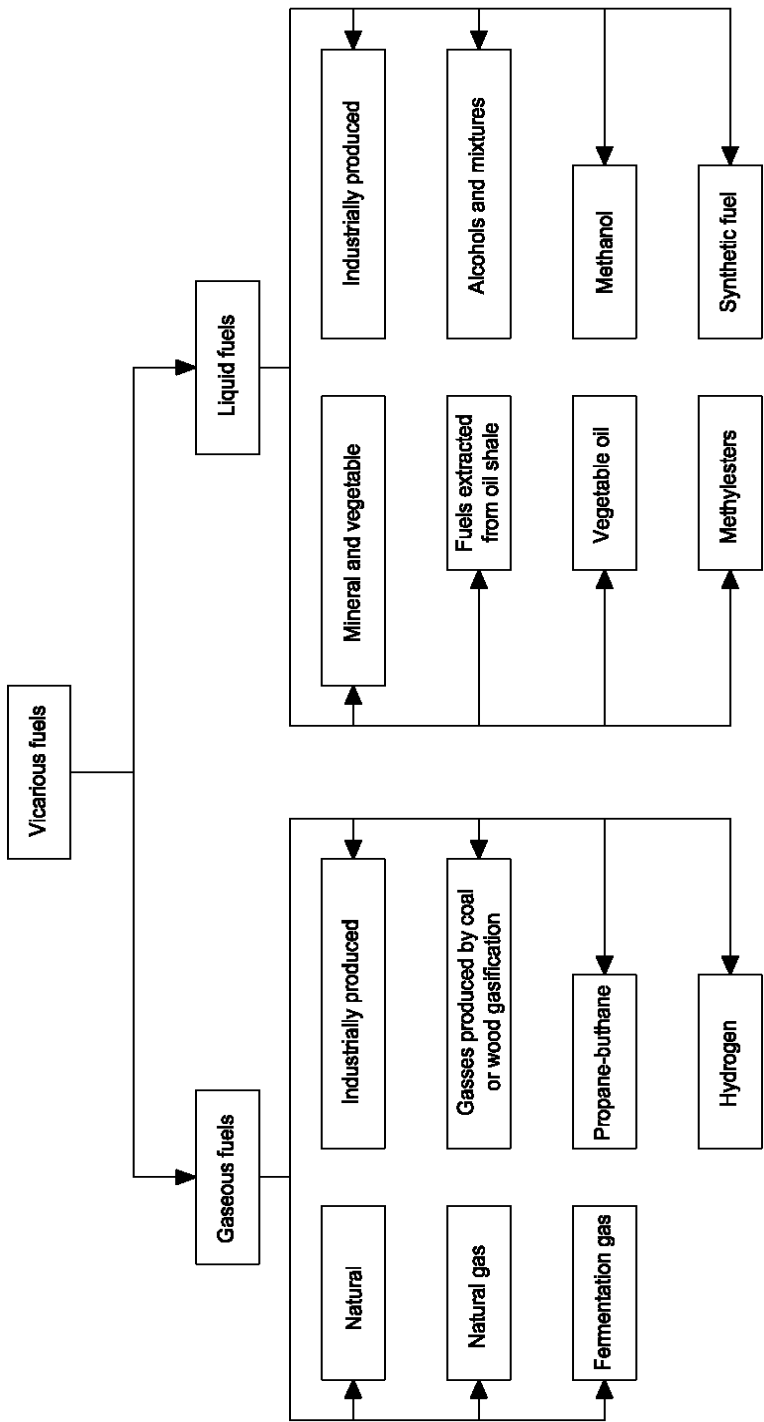 Vicarious fuels
Gaseous fuels
Liquid fuels
Natural
Industrially produced
Mineral and vegetable
Industrially produced
Natural gas
Gasses produced by coal
or wood gasification
Fuels extracted
from oil shale
Alcohols and mixtures
Fermentation gas
Propane-buthane
Vegetable oil
Methanol
Hydrogen
Methylesters
Synthetic fuel